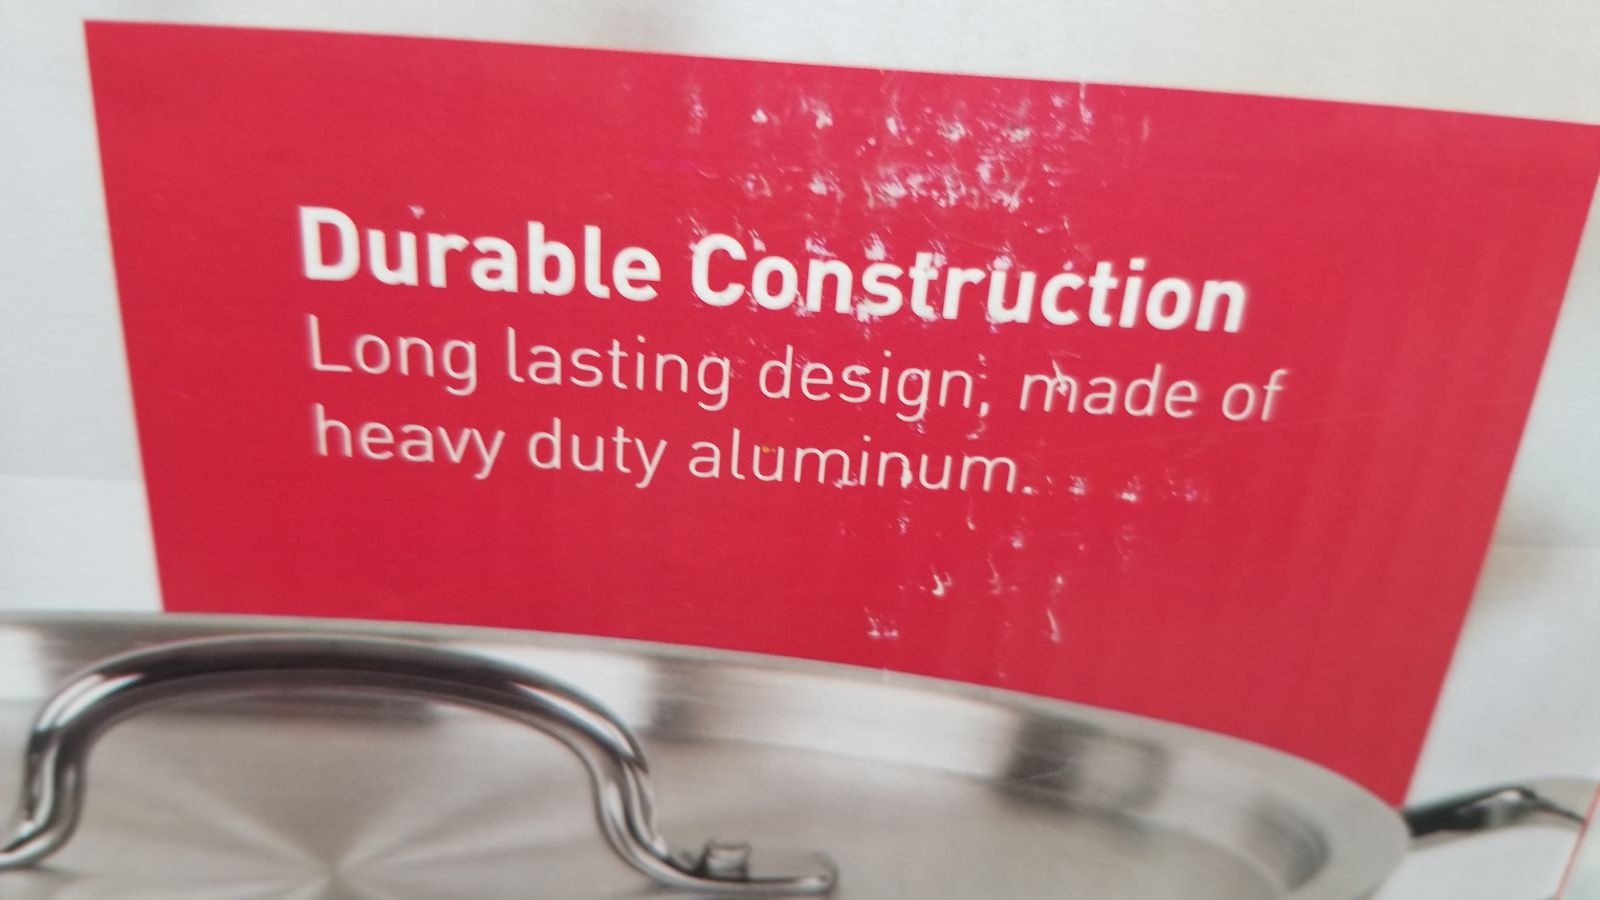 Durable Construction
Long lasting design, made of
heavy duty aluminum.